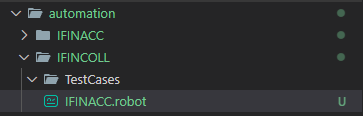 automation
IFINACC
IFINCOLL
TestCases
IFINACC.robot U